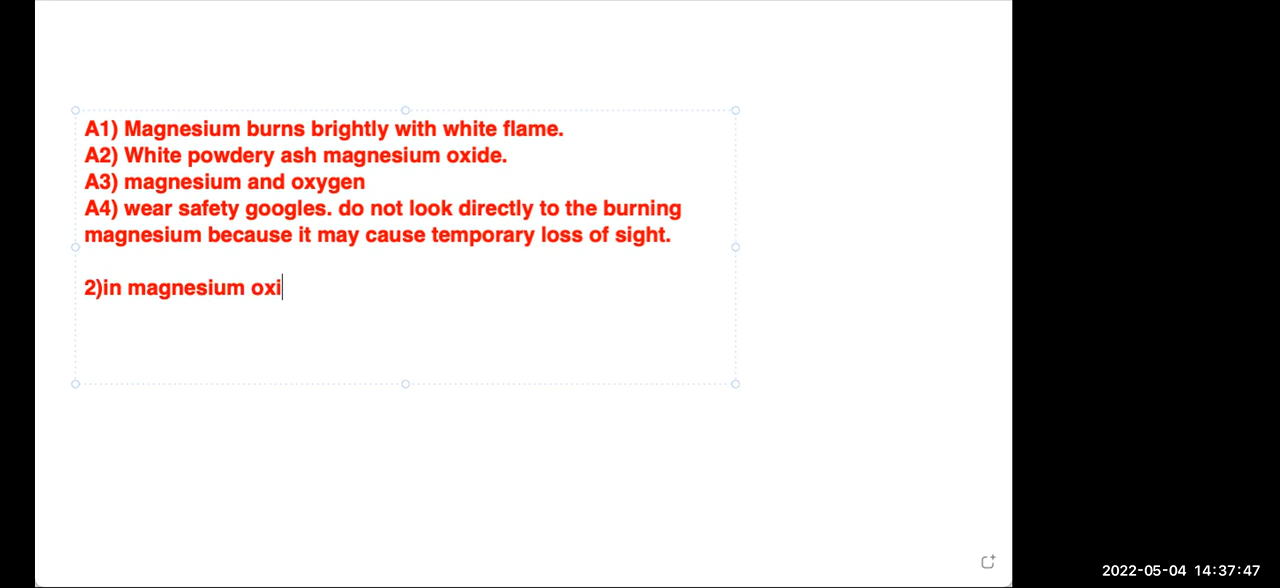 A1) Magnesium burns brightly with white flame.
A2) White powdery ash magnesium oxide.
A3) magnesium and oxygen
A4) wear safety googles. do not look directly to the burning
magnesium because it may cause temporary loss of sight.
2)in magnesium oxi
2022-05-04 14:37:47